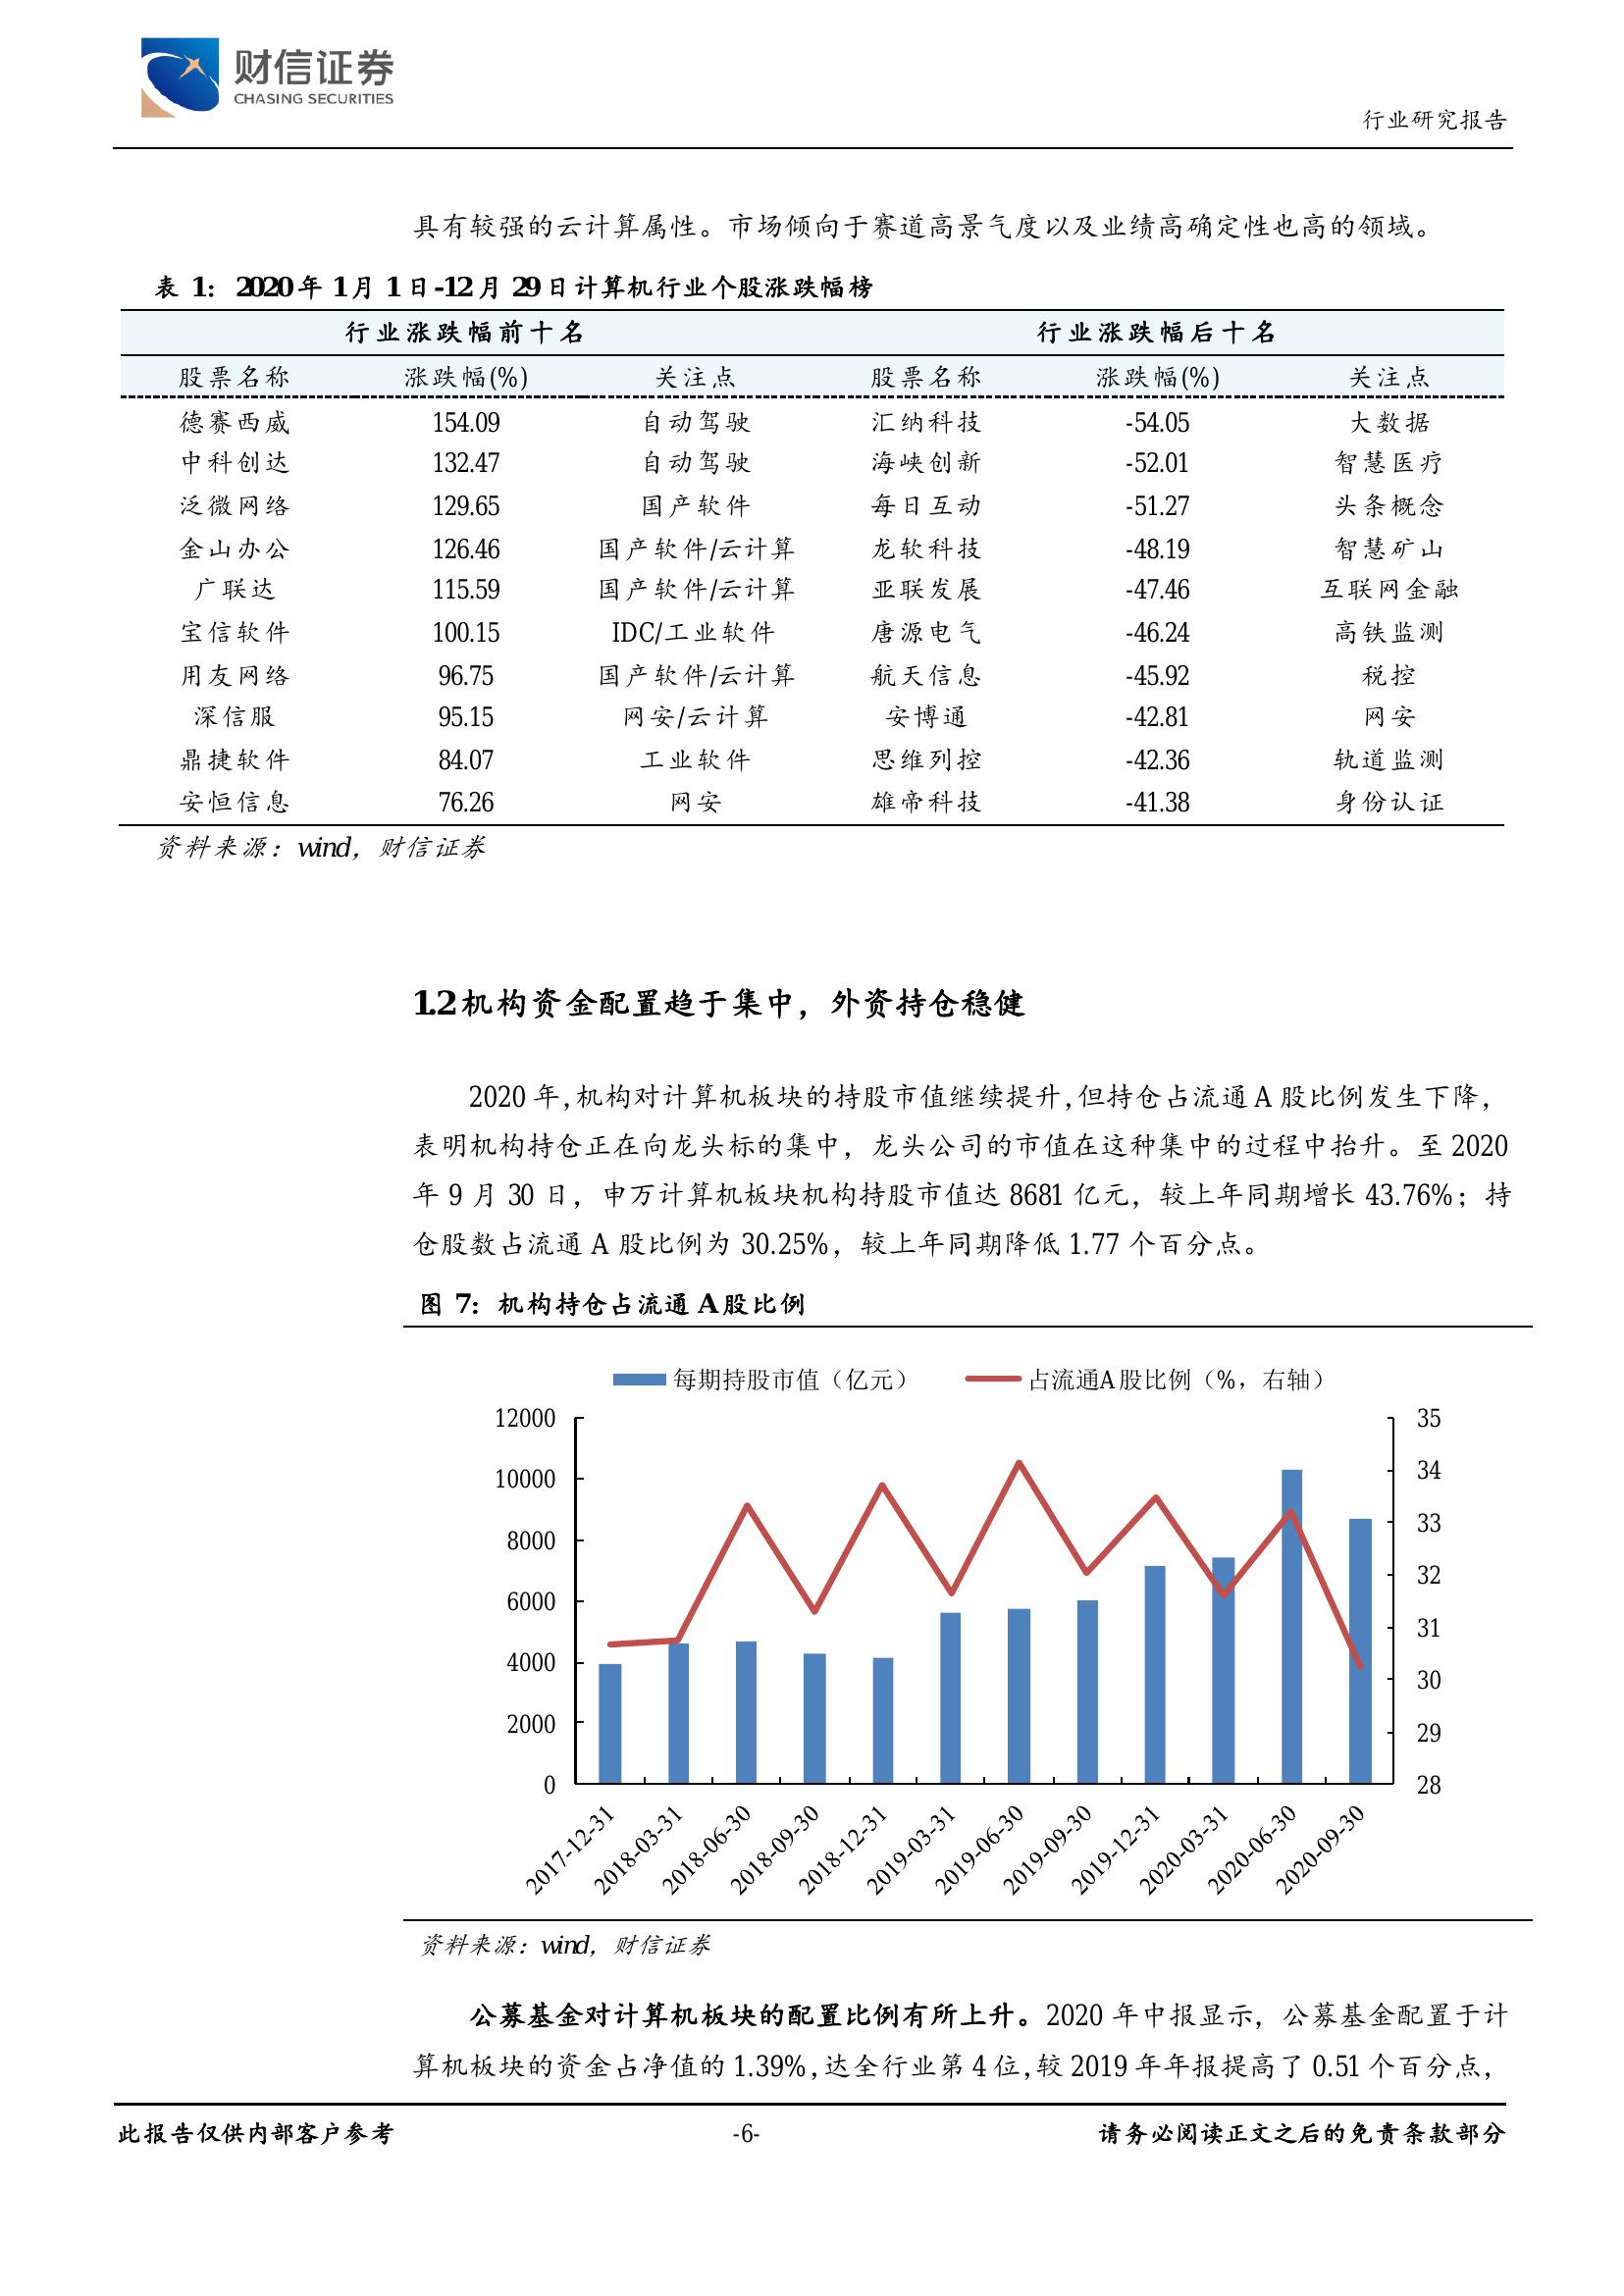 财信证券
CHASING SECURITIES
行业研究报告
具有较强的云计算属性。市场倾向于赛道高景气度以及业绩高确定性也高的领域。
表 1：2020 年 1 月 1 日-12 月 29 日计算机行业个股涨跌幅榜
行业涨跌幅前十名 行业涨跌幅后十名
股票名称 涨跌幅(%) 关注点 股票名称 涨跌幅(%) 关注点
德赛西威 154.09 自动驾驶 汇纳科技 -54.05 大数据
中科创达 132.47 自动驾驶 海峡创新 -52.01 智慧医疗
泛微网络 129.65 国产软件 每日互动 -51.27 头条概念
金山办公 126.46 国产软件/云计算 龙软科技 -48.19 智慧矿山
广联达 115.59 国产软件/云计算 亚联发展 -47.46 互联网金融
宝信软件 100.15 IDC/工业软件 唐源电气 -46.24 高铁监测
用友网络 96.75 国产软件/云计算 航天信息 -45.92 税控
深信服 95.15 网安/云计算 安博通 -42.81 网安
鼎捷软件 84.07 工业软件 思维列控 -42.36 轨道监测
安恒信息 76.26 网安 雄帝科技 -41.38 身份认证
资料来源：wind，财信证券
1.2 机构资金配置趋于集中，外资持仓稳健
2020 年，机构对计算机板块的持股市值继续提升，但持仓占流通 A 股比例发生下降，
表明机构持仓正在向龙头标的集中，龙头公司的市值在这种集中的过程中抬升。至 2020
年 9 月 30 日，申万计算机板块机构持股市值达 8681 亿元，较上年同期增长 43.76%；持
仓股数占流通 A 股比例为 30.25%，较上年同期降低 1.77 个百分点。
图 7：机构持仓占流通 A 股比例
每期持股市值（亿元） 占流通A股比例（%，右轴）
12000 35
10000 34
8000 33
6000 32
4000 31
2000 30
0 29
28
2017-12-31 2018-03-31 2018-06-30 2018-09-30 2018-12-31 2019-03-31 2019-06-30 2019-09-30 2019-12-31 2020-03-31 2020-06-30 2020-09-30
资料来源：wind，财信证券
公募基金对计算机板块的配置比例有所上升。2020 年中报显示，公募基金配置于计
算机板块的资金占净值的 1.39%，达全行业第 4 位，较 2019 年年报提高了 0.51 个百分点，
此报告仅供内部客户参考 -6- 请务必阅读正文之后的免责条款部分